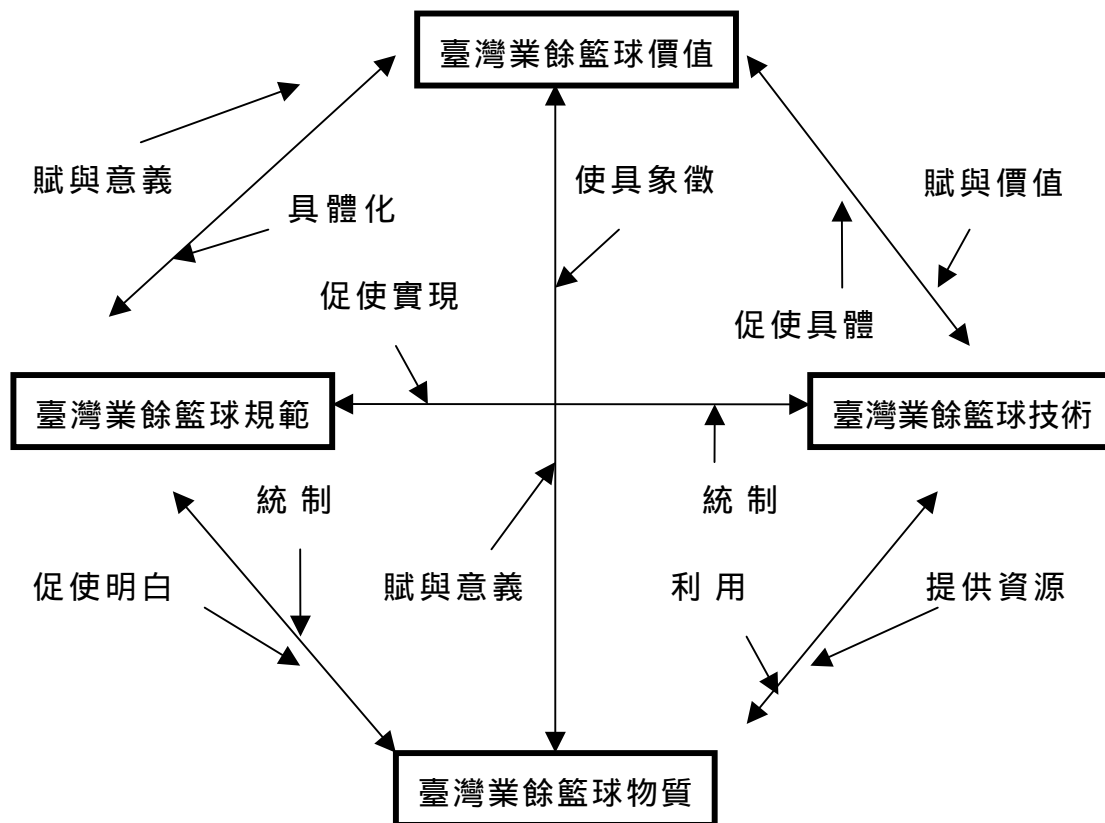 臺灣業餘籃球價值
賦與意義
使具象徵
賦與價值
具體化
促使實現
促使具體
臺灣業餘籃球規範
臺灣業餘籃球技術
統制
統制
促使明白
賦與意義
利用
提供資源
臺灣業餘籃球物質